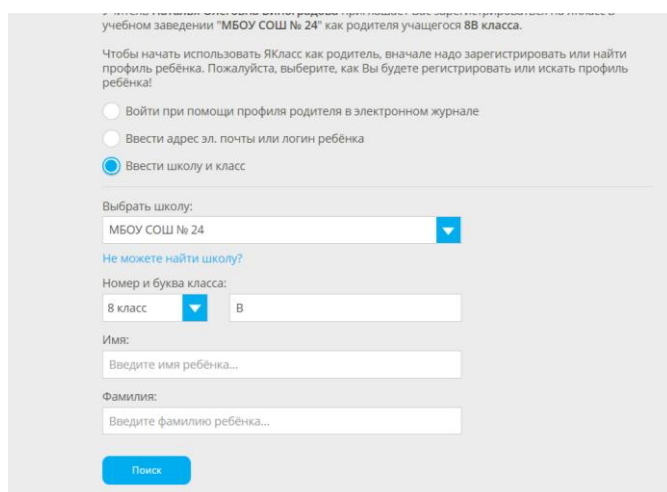 учебном заведении "МБОУ СОШ № 24" как родителя учащегося 8В класса.
Чтобы начать использовать ЯКласс как родитель, вначале надо зарегистрировать или найти
профиль ребёнка. Пожалуйста, выберите, как Вы будете регистрировать или искать профиль
ребёнка!
Войти при помощи профиля родителя в электронном журнале
Ввести адрес эл. почты или логин ребёнка
Ввести школу и класс
Выбрать школу:
МБОУ СОШ № 24
Не можете найти школу?
Номер и буква класса:
8 класс В
Имя:
Введите имя ребёнка...
Фамилия:
Введите фамилию ребёнка...
Поиск